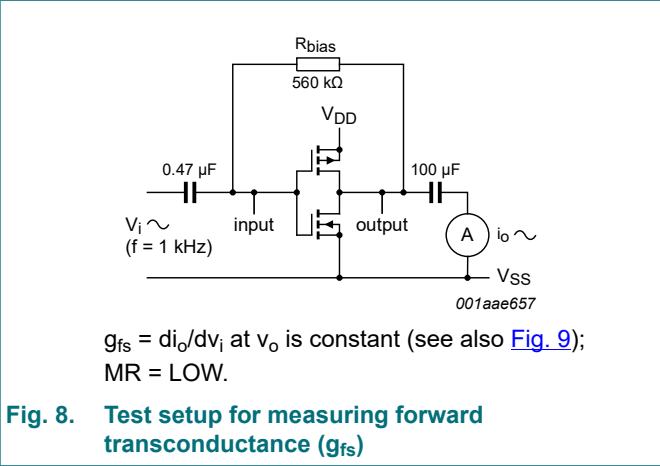 Rbias
560 kΩ
VDD
0.47 µF
100 µF
Vi ~
(f = 1 kHz)
input
output
A
io ~
VSS
001aae657
gfs = dio/dvi at vo is constant (see also Fig. 9);
MR = LOW.
Fig. 8. Test setup for measuring forward
transconductance (gfs)